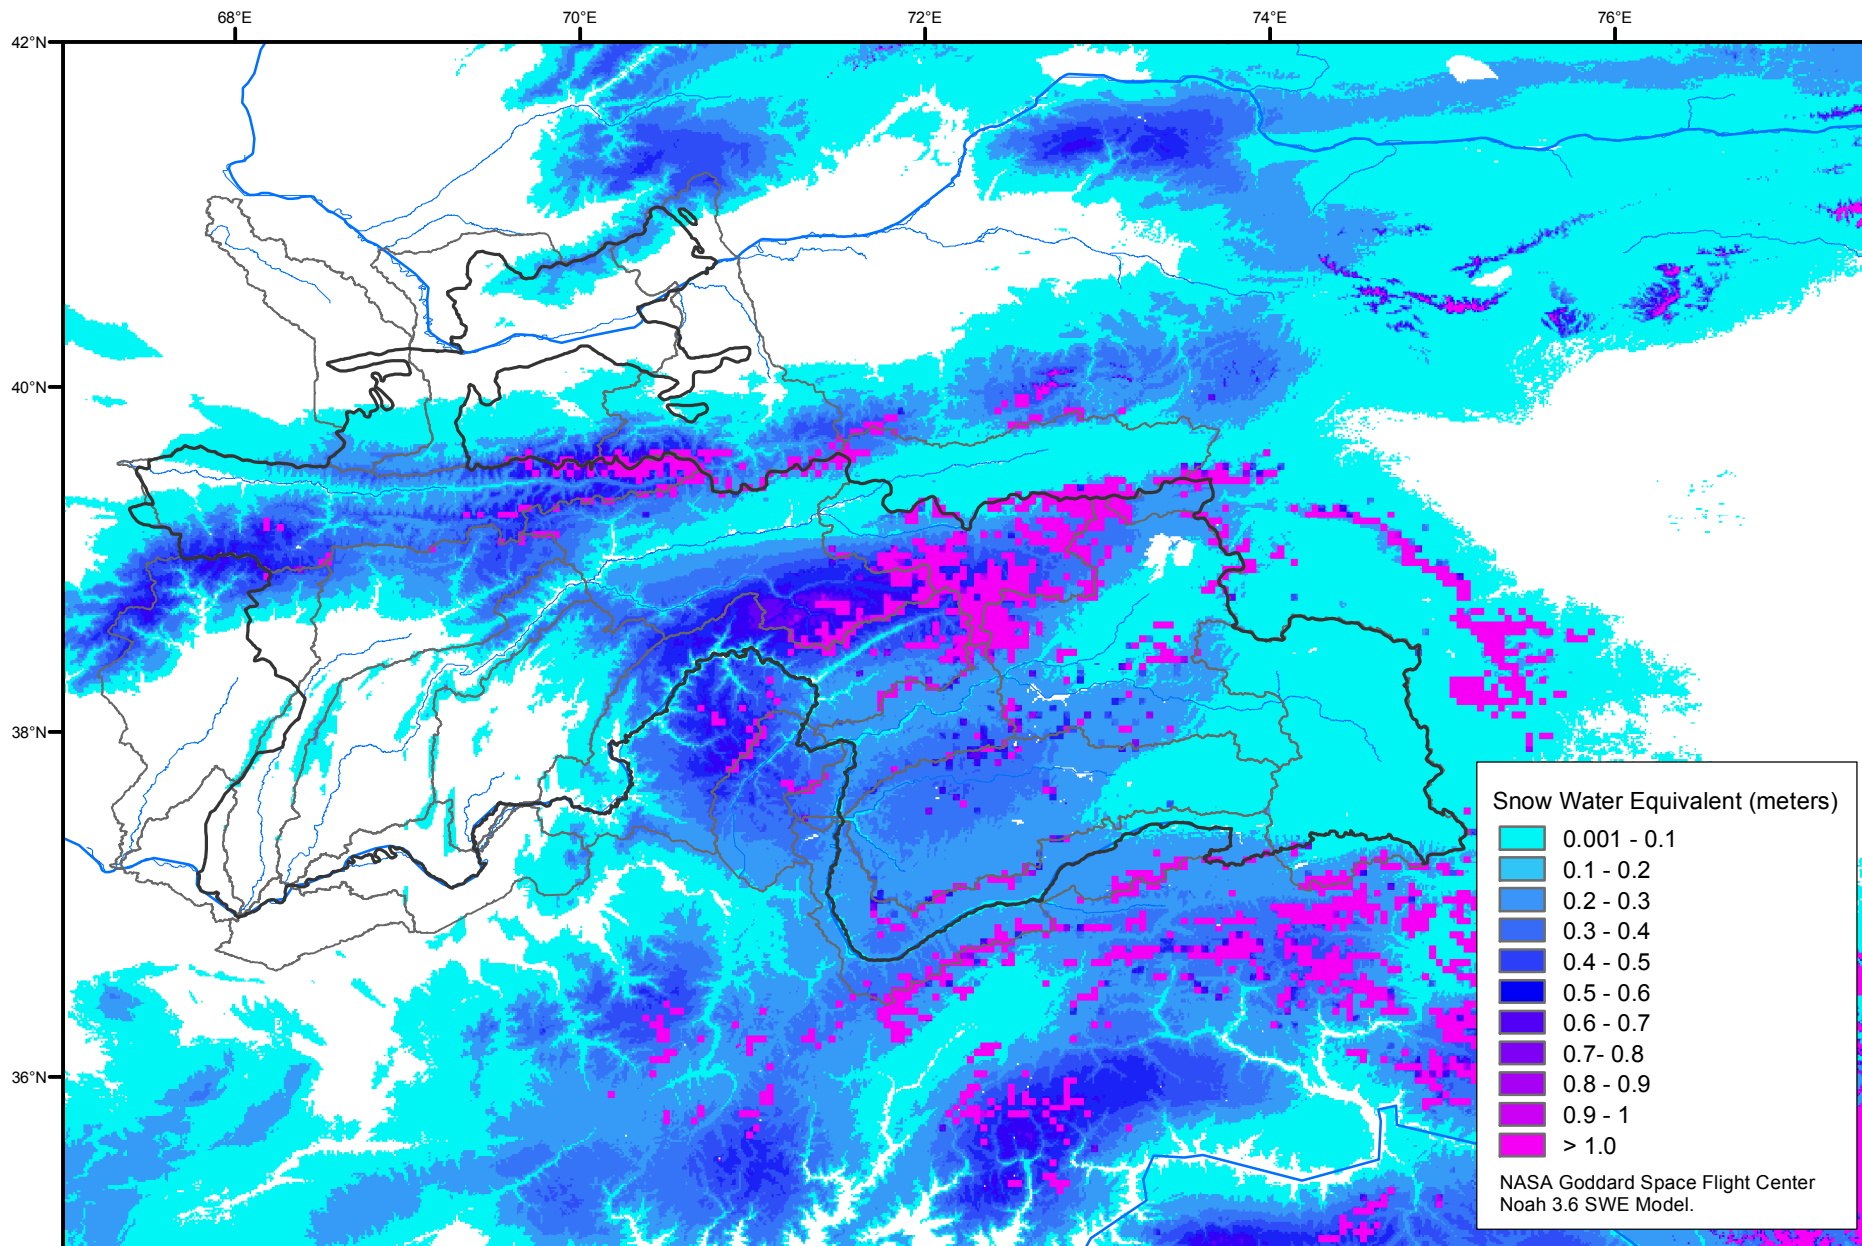 68°E 70°E 72°E 74°E 76°E
42°N
40°N
38°N
36°N
Snow Water Equivalent (meters)
0.001 - 0.1
0.1 - 0.2
0.2 - 0.3
0.3 - 0.4
0.4 - 0.5
0.5 - 0.6
0.6 - 0.7
0.7- 0.8
0.8 - 0.9
0.9 - 1
> 1.0
NASA Goddard Space Flight Center
Noah 3.6 SWE Model.